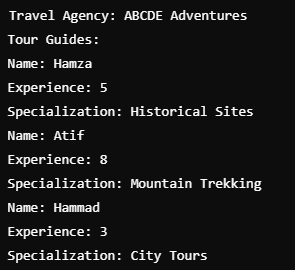 Travel Agency: ABCDE Adventures
Tour Guides:
Name: Hamza
Experience: 5
Specialization: Historical Sites
Name: Atif
Experience: 8
Specialization: Mountain Trekking
Name: Hammad
Experience: 3
Specialization: City Tours